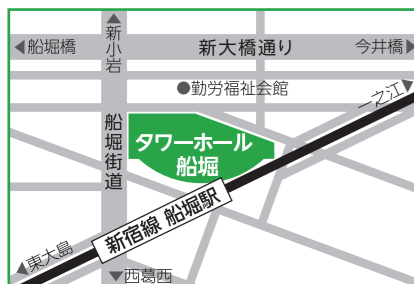 ▲新小岩
◀船堀橋
新大橋通り
今井橋▶
●勤労福祉会館
一之江▶
船堀街道
タワーホール
船堀
新宿線 船堀駅
◀東大島
▼西葛西